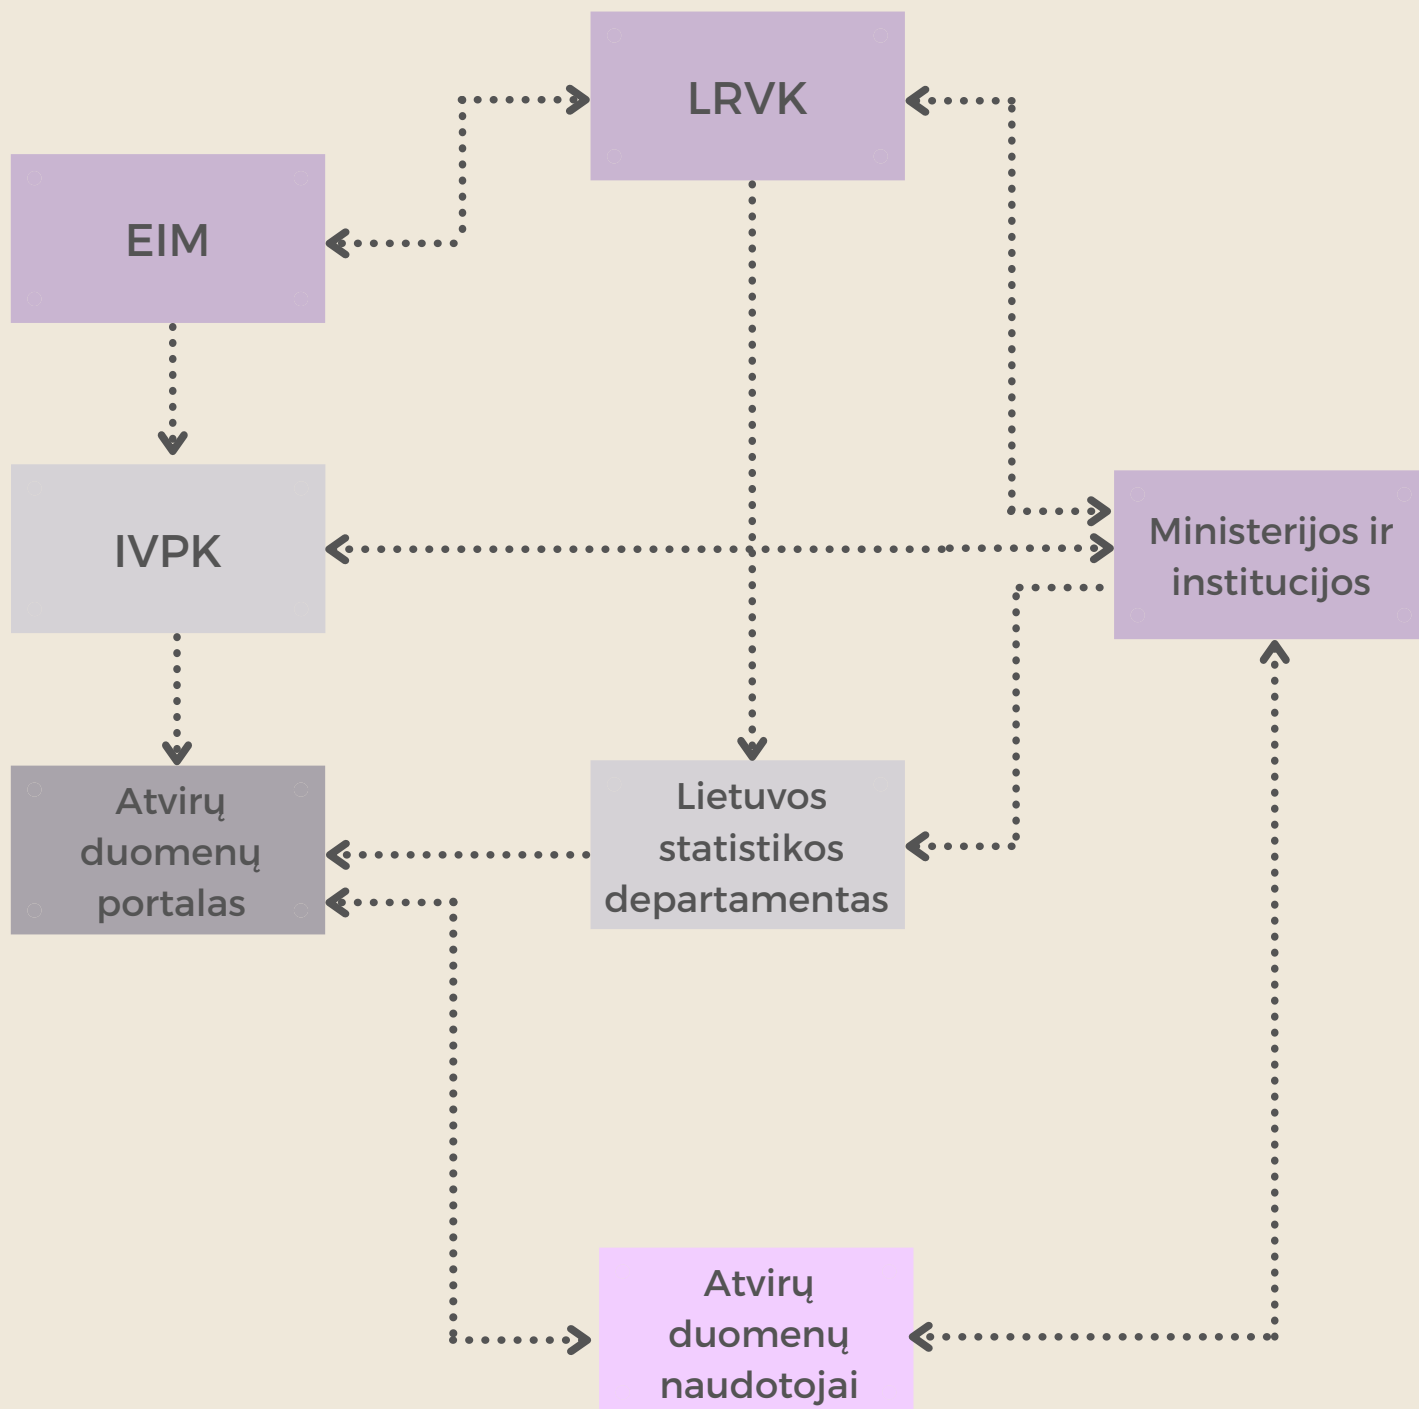 LRVK
EIM
IVPK
Ministerijos ir
institucijos
Atvirų
duomenų
portalas
Lietuvos
statistikos
departamentas
Atvirų
duomenų
naudotojai